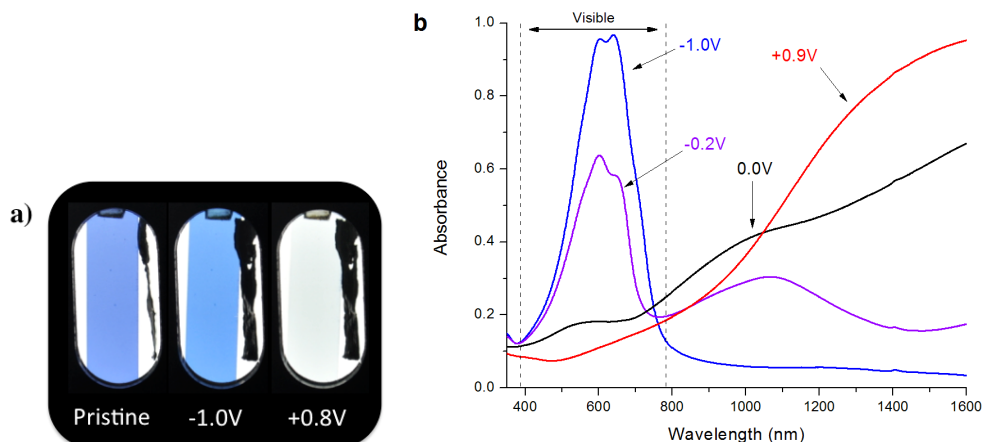 a)
Pristine -1.0V +0.8V
b
Visible
-1.0V
+0.9V
-0.2V
0.0V
Absorbance
1.0
0.8
0.6
0.4
0.2
0.0
400 600 800 1000 1200 1400 1600
Wavelength (nm)